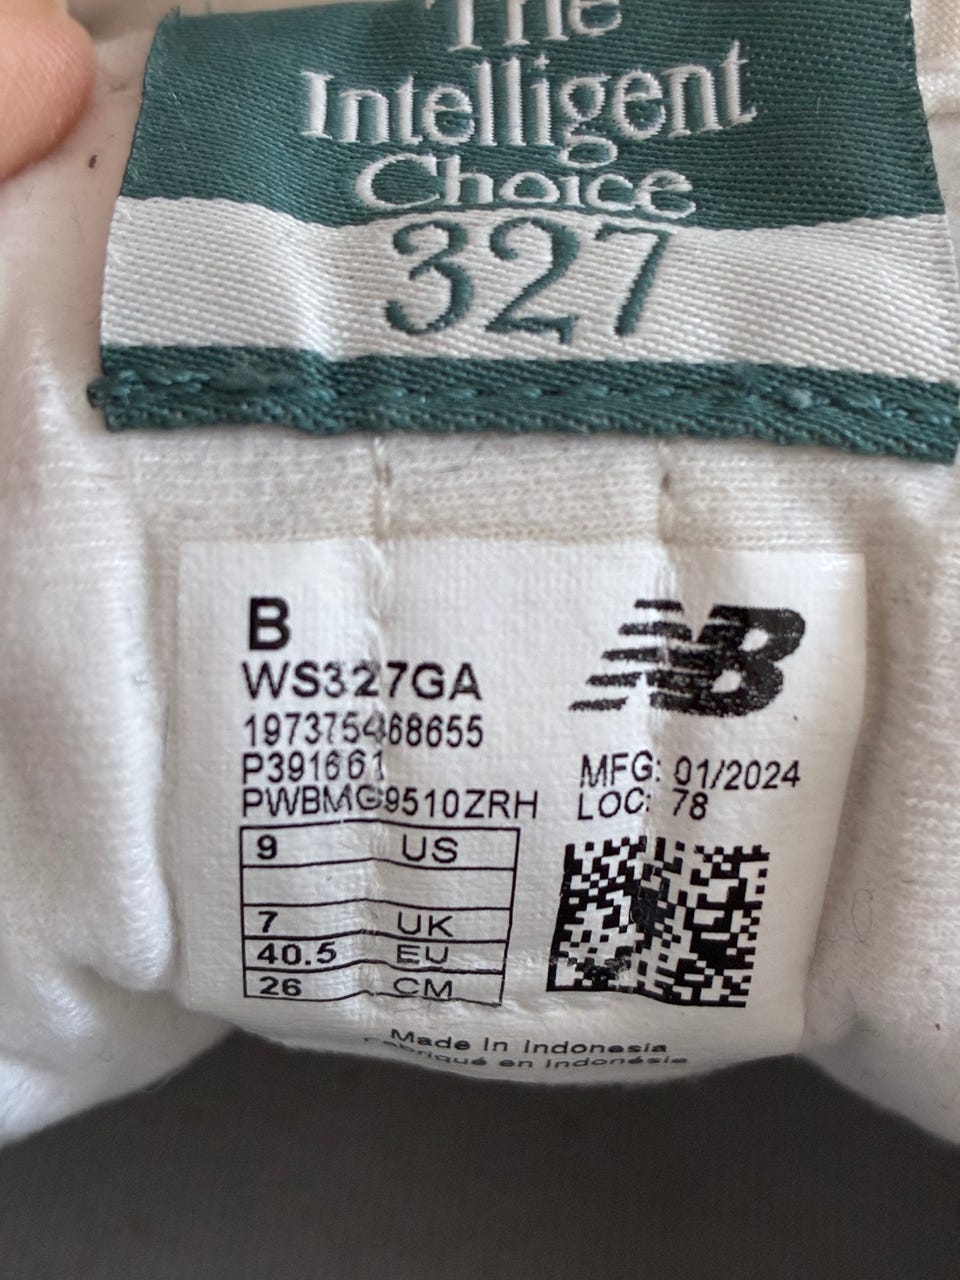 The
Intelligent
Choice
327
B
WS327GA
NB
197375468655
P391661
PWBMG9510ZRH
MFG: 01/2024
LOC: 78
9 US
7 UK
40.5 EU
26 CM
Made In Indonesia
Fabriqué en Indonésie